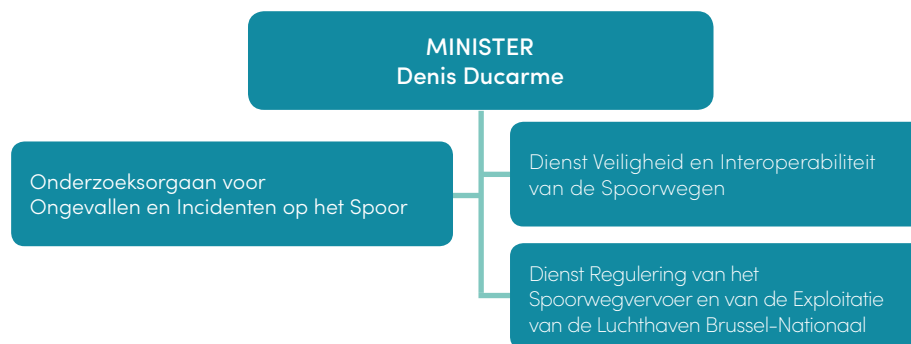 MINISTER
Denis Ducarme
Onderzoeksorgaan voor
Ongevallen en Incidenten op het Spoor
Dienst Veiligheid en Interoperabiliteit
van de Spoorwegen
Dienst Regulering van het
Spoorwegvervoer en van de Exploitatie
van de Luchthaven Brussel-Nationaal